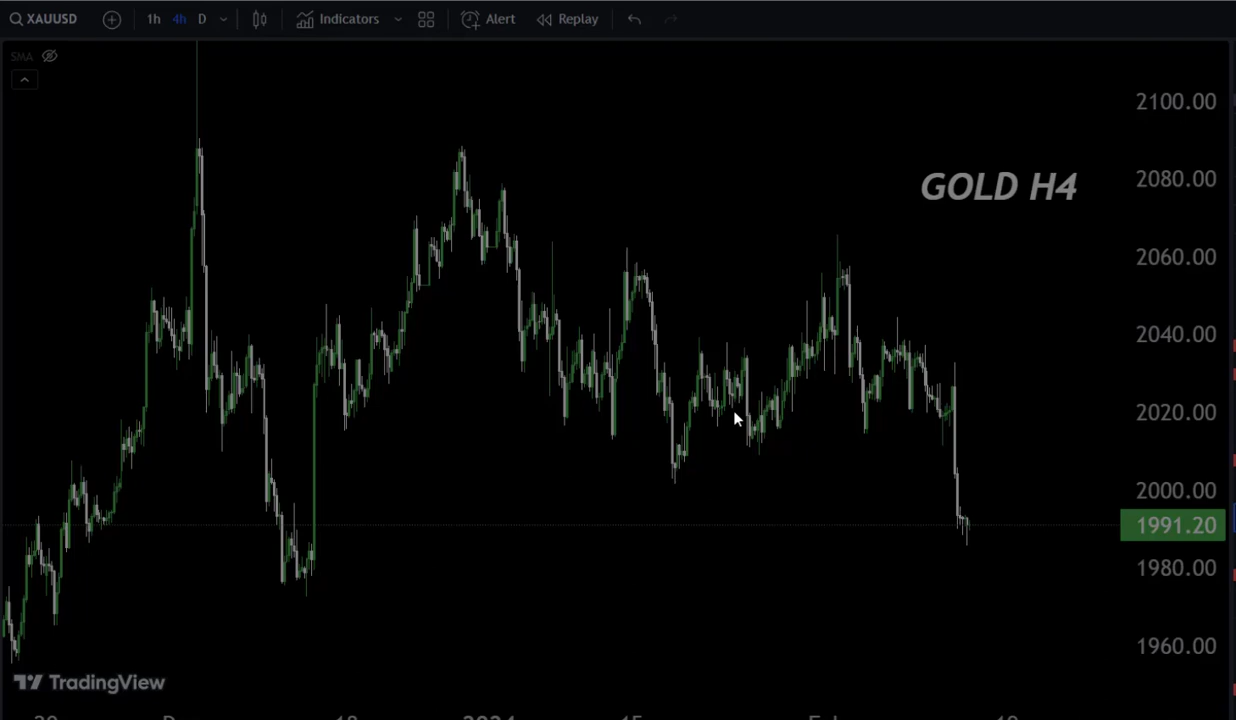 XAUUSD 1h 4h D Indicators Alert Replay
SMA
2100.00
GOLD H4
2080.00
2060.00
2040.00
2020.00
2000.00
1991.20
1980.00
1960.00
TradingView